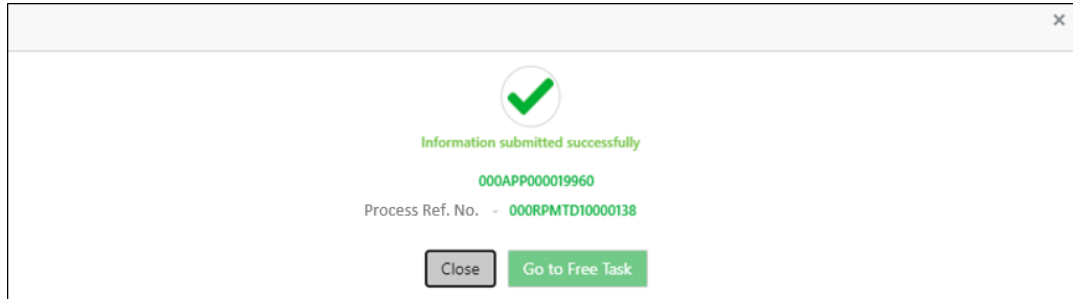 ×
Information submitted successfully
000APP000019960
Process Ref. No. - 000RPMTD10000138
Close Go to Free Task